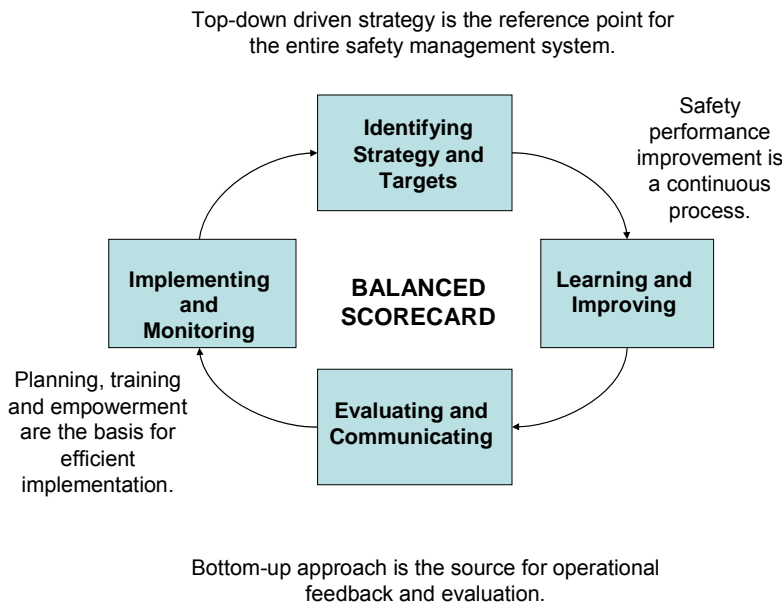 Top-down driven strategy is the reference point for
the entire safety management system.
Identifying
Strategy and
Targets
Safety
performance
improvement is
a continuous
process.
Implementing
and
Monitoring
BALANCED
SCORECARD
Learning and
Improving
Planning, training
and empowerment
are the basis for
efficient
implementation.
Evaluating and
Communicating
Bottom-up approach is the source for operational
feedback and evaluation.